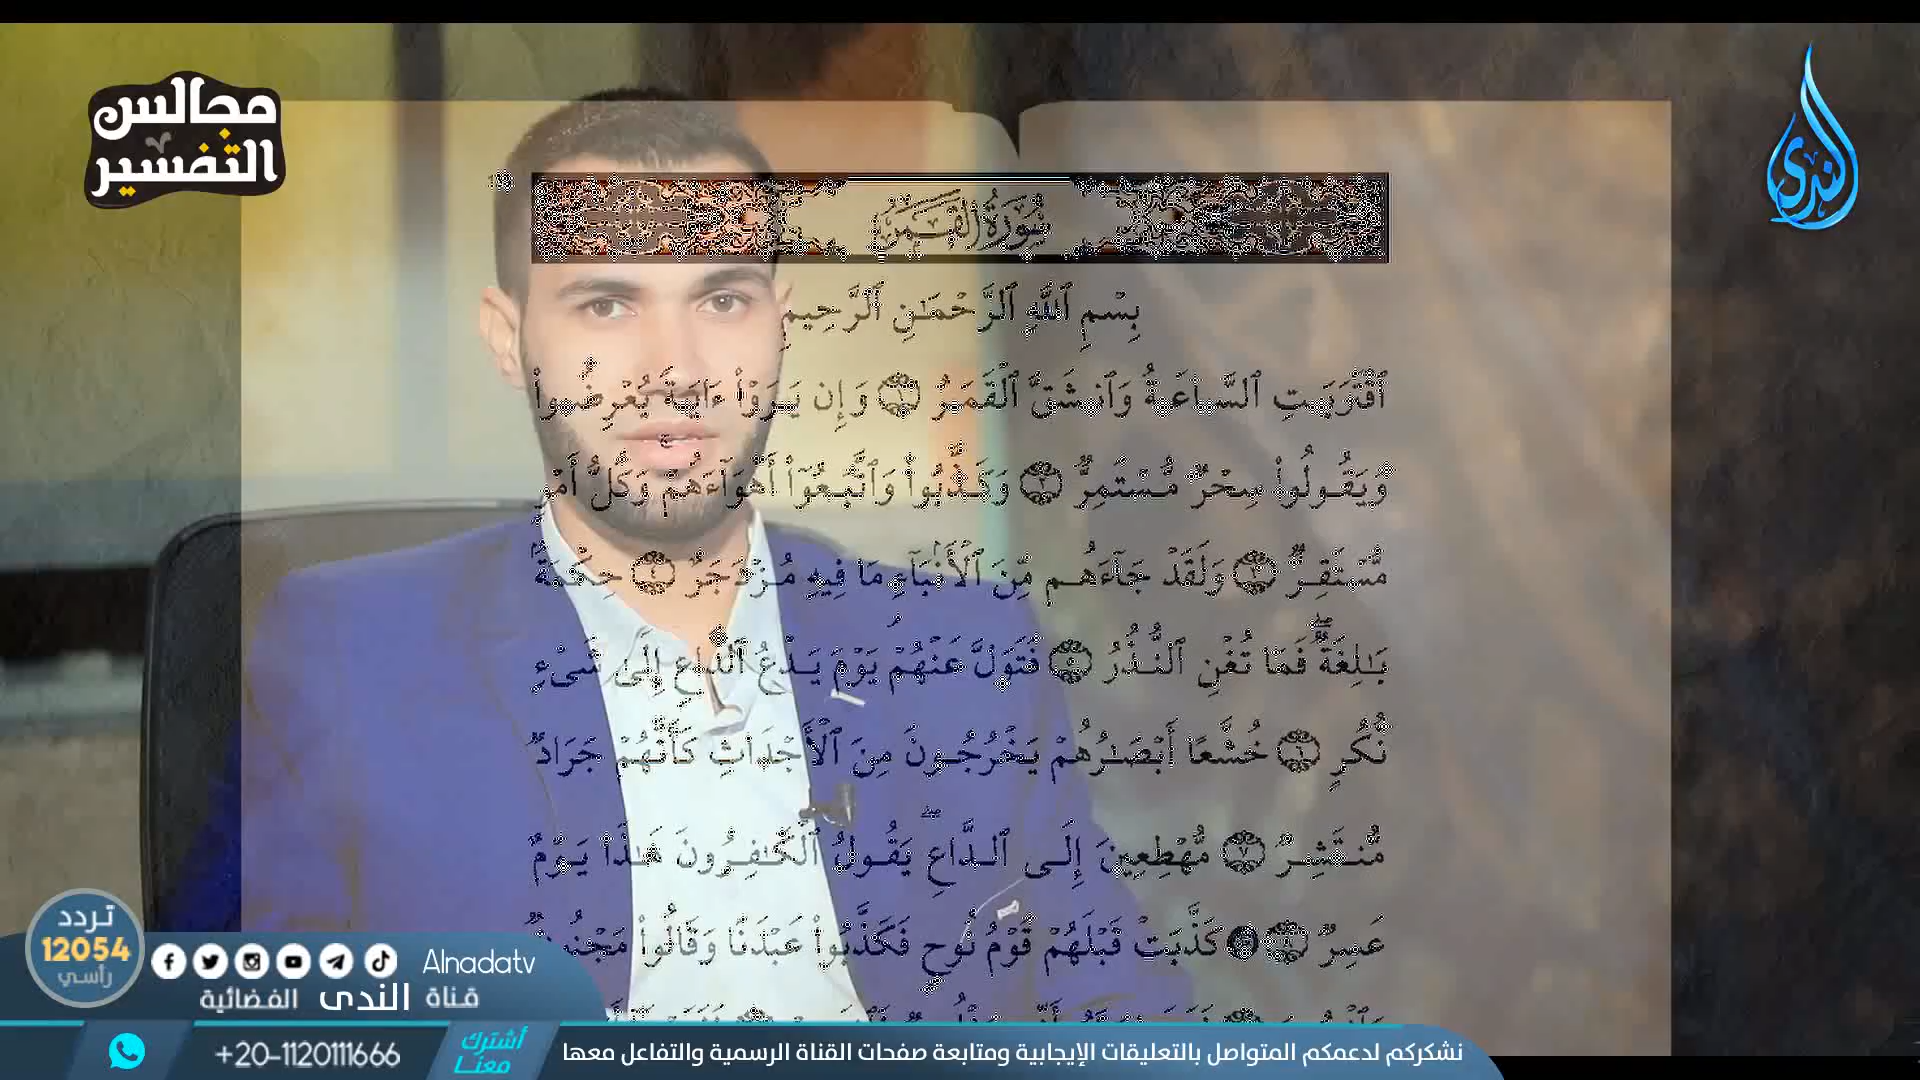 مجالس
التفسير
الندى
سُورَةُ القَمَرِ
بِسْمِ ٱللَّهِ ٱلرَّحْمَـٰنِ ٱلرَّحِيمِ
ٱقْتَرَبَتِ ٱلسَّاعَةُ وَٱنشَقَّ ٱلْقَمَرُ ١ وَإِن يَرَوْا۟ ءَايَةً يُعْرِضُوا۟
وَيَقُولُوا۟ سِحْرٌ مُّسْتَمِرٌّ ٢ وَكَذَّبُوا۟ وَٱتَّبَعُوٓا۟ أَهْوَآءَهُمْ وَكُلُّ أَمْرٍ
مُّسْتَقِرٌّ ٣ وَلَقَدْ جَآءَهُم مِّنَ ٱلْأَنۢبَآءِ مَا فِيهِ مُزْدَجَرٌ ٤ حِكْمَةٌۢ
بَـٰلِغَةٌ ۖ فَمَا تُغْنِ ٱلنُّذُرُ ٥ فَتَوَلَّ عَنْهُمْ ۘ يَوْمَ يَدْعُ ٱلدَّاعِ إِلَىٰ شَىْءٍ
نُّكُرٍ ٦ خُشَّعًا أَبْصَـٰرُهُمْ يَخْرُجُونَ مِنَ ٱلْأَجْدَاثِ كَأَنَّهُمْ جَرَادٌ
مُّنتَشِرٌ ٧ مُّهْطِعِينَ إِلَى ٱلدَّاعِ ۖ يَقُولُ ٱلْكَـٰفِرُونَ هَـٰذَا يَوْمٌ
عَسِرٌ ٨ كَذَّبَتْ قَبْلَهُمْ قَوْمُ نُوحٍ فَكَذَّبُوا۟ عَبْدَنَا وَقَالُوا۟ مَجْنُونٌ
تردد
12054
رأسي
Alnadatv
قناة الندى الفضائية
+20-1120111666
أشترك
معنا
نشكركم لدعمكم المتواصل بالتعليقات الإيجابية ومتابعة صفحات القناة الرسمية والتفاعل معها